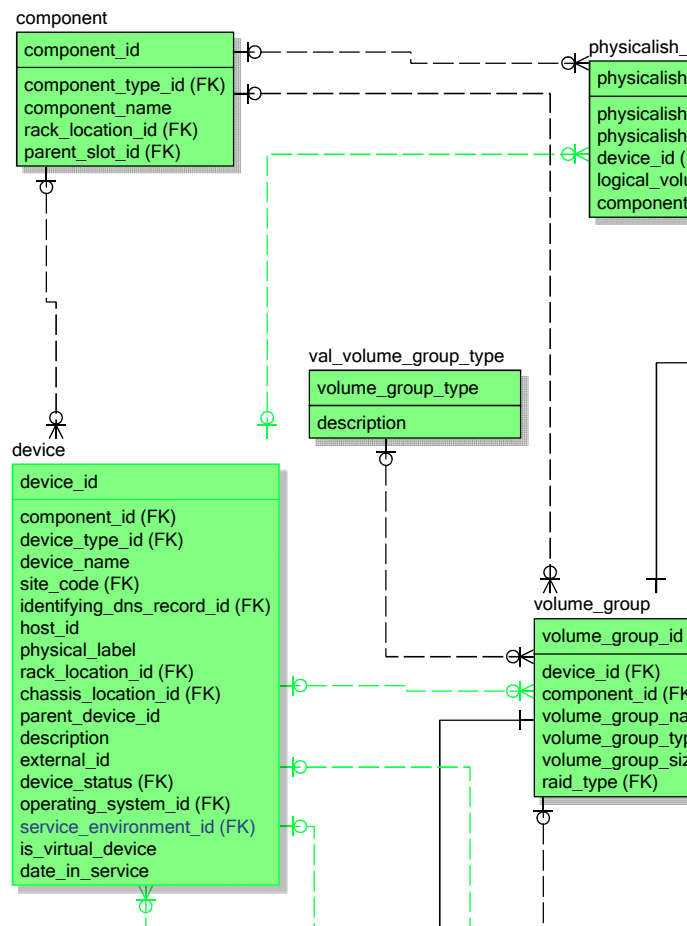 component
component_id
component_type_id (FK)
component_name
rack_location_id (FK)
parent_slot_id (FK)
physicalish_
physicalish
physicalish
physicalish
device_id (
logical_volu
component
val_volume_group_type
volume_group_type
description
device
device_id
component_id (FK)
device_type_id (FK)
device_name
site_code (FK)
identifying_dns_record_id (FK)
host_id
physical_label
rack_location_id (FK)
chassis_location_id (FK)
parent_device_id
description
external_id
device_status (FK)
operating_system_id (FK)
service_environment_id (FK)
is_virtual_device
date_in_service
volume_group
volume_group_id
device_id (FK)
component_id (FK
volume_group_na
volume_group_typ
volume_group_siz
raid_type (FK)